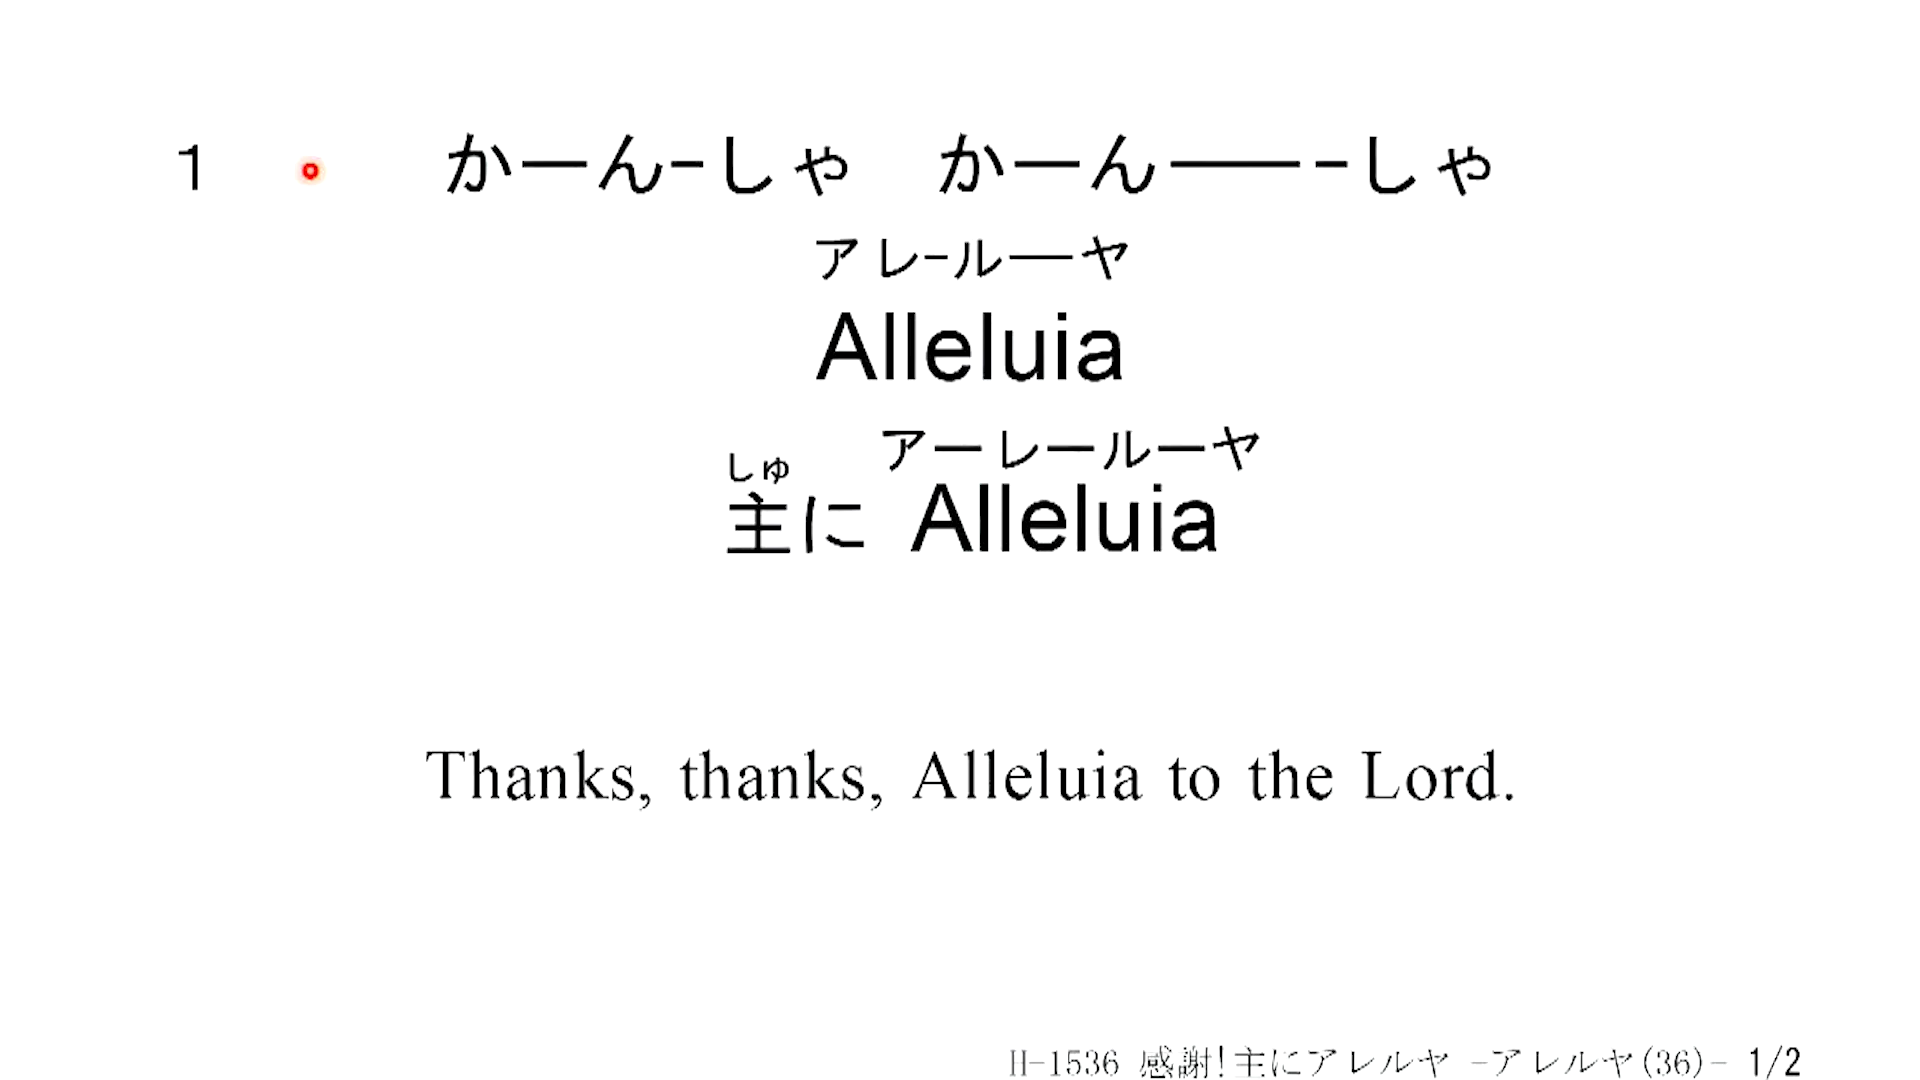 1 かーん-しゃ かーん――-しゃ
アレ-ル―ヤ
Alleluia
しゅ アーレールーヤ
主に Alleluia
Thanks, thanks, Alleluia to the Lord.
H-1536 感謝!主にアレルヤ -アレルヤ(36)- 1/2